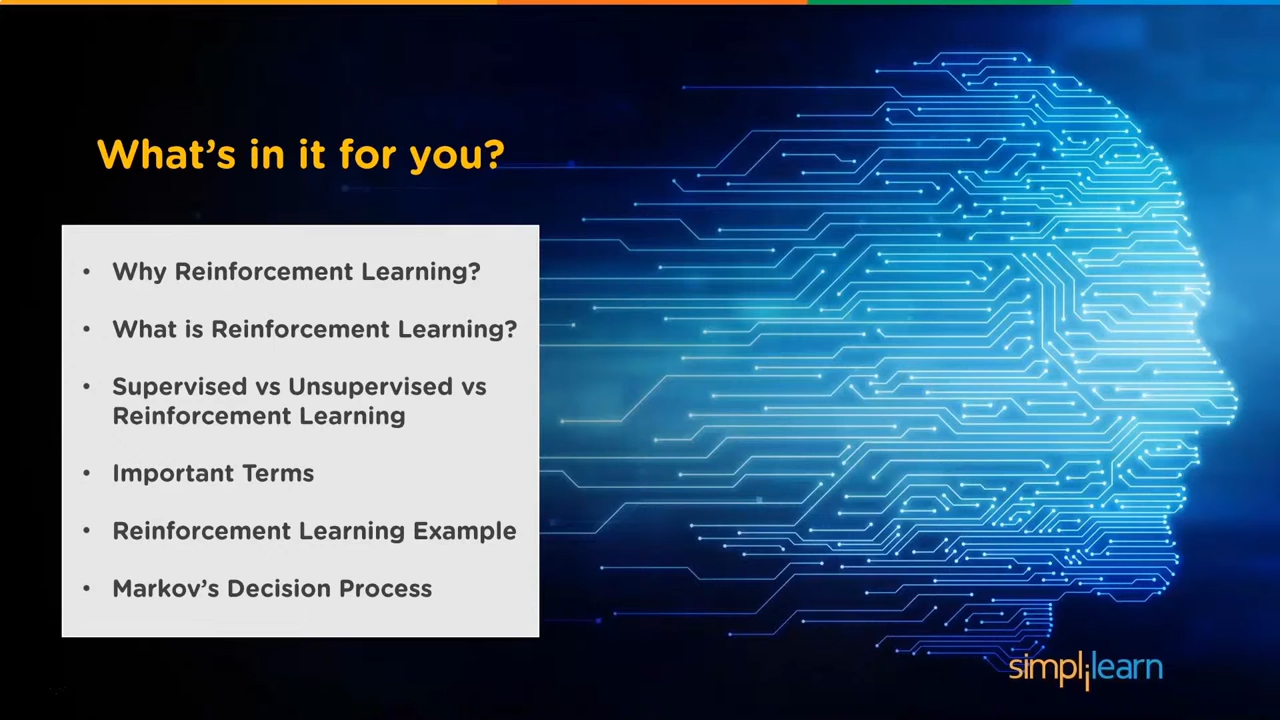 What's in it for you?
• Why Reinforcement Learning?
• What is Reinforcement Learning?
• Supervised vs Unsupervised vs
Reinforcement Learning
• Important Terms
• Reinforcement Learning Example
• Markov's Decision Process
simplilearn